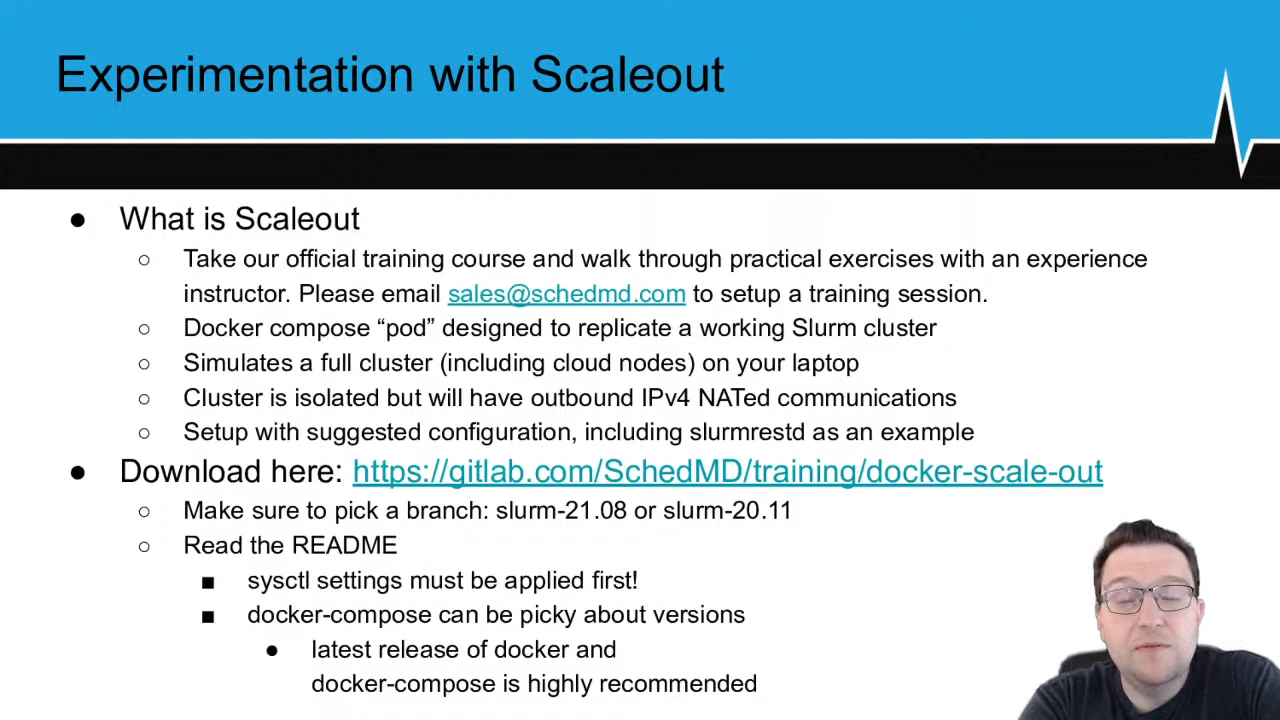 Experimentation with Scaleout
● What is Scaleout
○ Take our official training course and walk through practical exercises with an experience
instructor. Please email sales@schedmd.com to setup a training session.
○ Docker compose “pod” designed to replicate a working Slurm cluster
○ Simulates a full cluster (including cloud nodes) on your laptop
○ Cluster is isolated but will have outbound IPv4 NATed communications
○ Setup with suggested configuration, including slurmrestd as an example
● Download here: https://gitlab.com/SchedMD/training/docker-scale-out
○ Make sure to pick a branch: slurm-21.08 or slurm-20.11
○ Read the README
■ sysctl settings must be applied first!
■ docker-compose can be picky about versions
● latest release of docker and
docker-compose is highly recommended